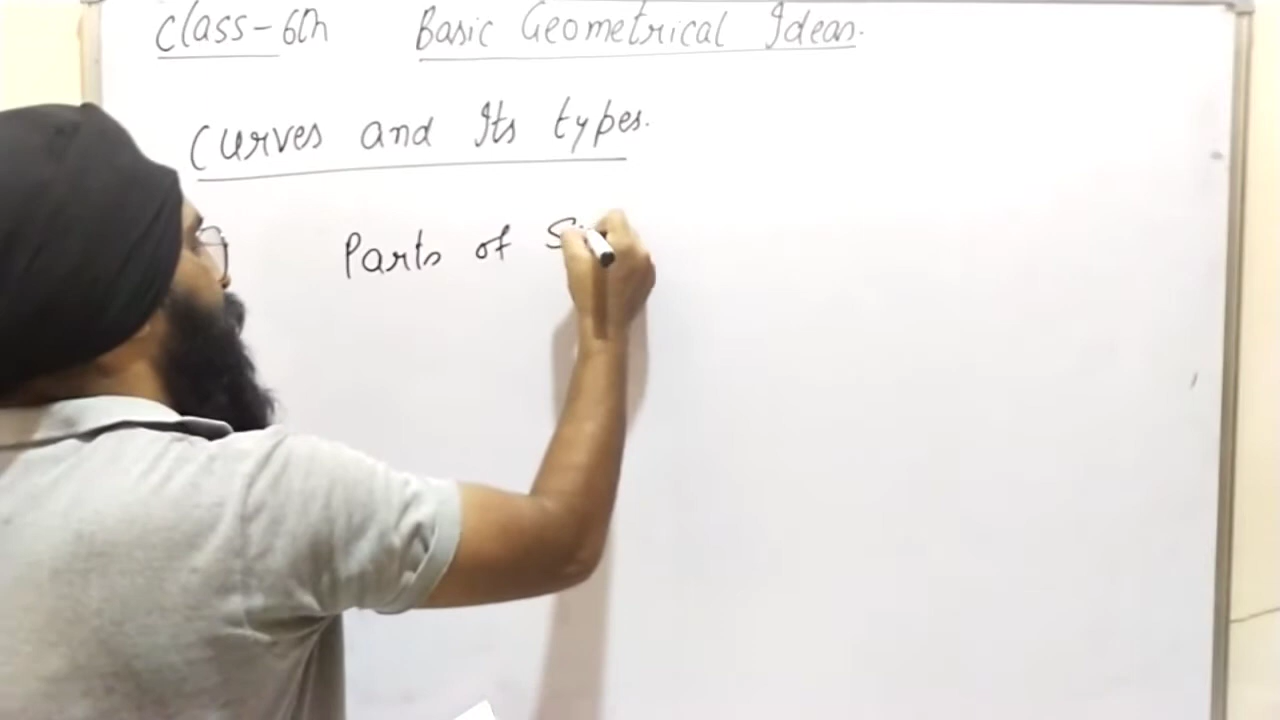 Class-6th Basic Geometrical Ideas.
Curves and Its types.
Parts of